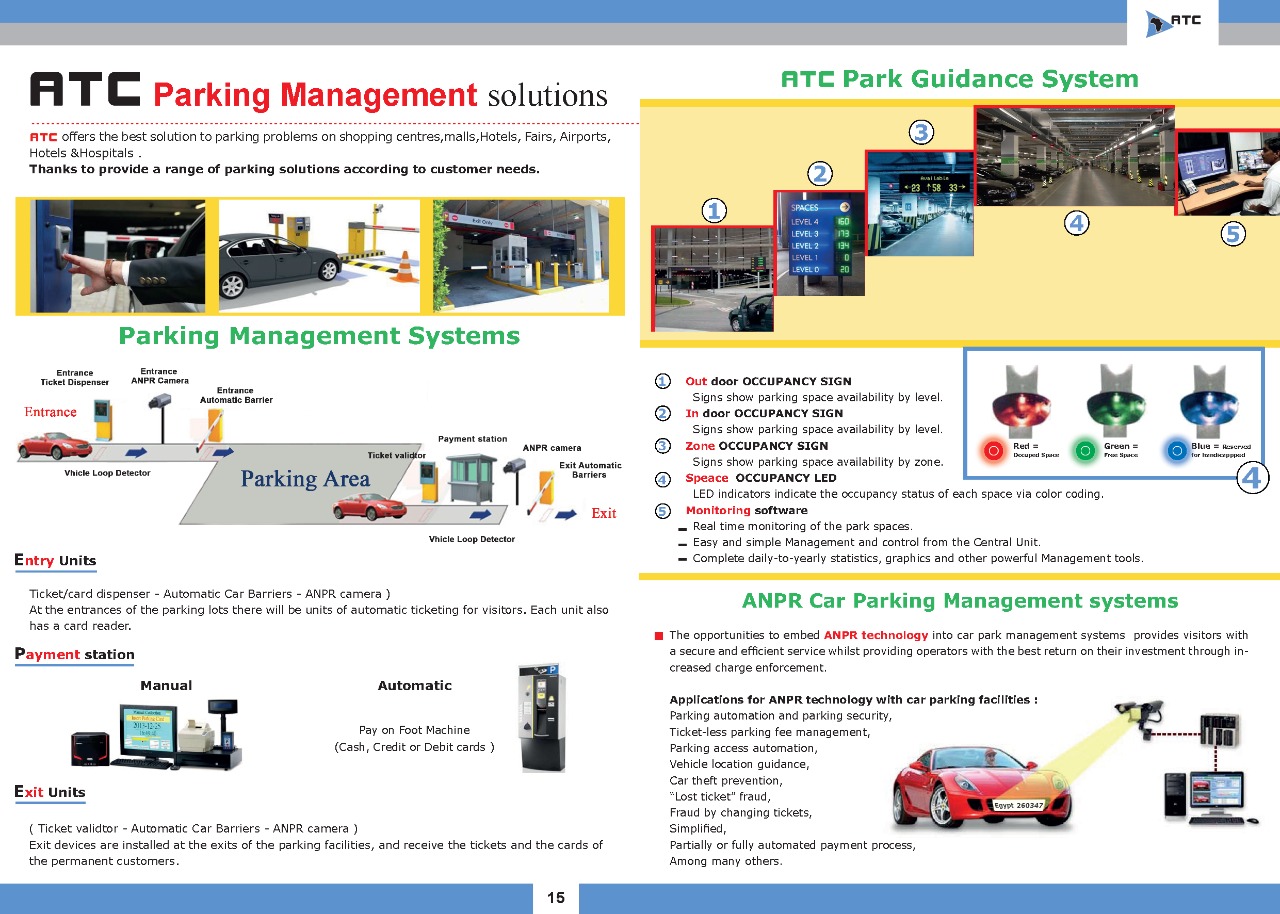 ATC
ATC Parking Management solutions
ATC offers the best solution to parking problems on shopping centres,malls,Hotels, Fairs, Airports,
Hotels &Hospitals .
Thanks to provide a range of parking solutions according to customer needs.
Exit Only
Parking Management Systems
Entrance
Ticket Dispenser
Entrance
ANPR Camera
Entrance
Automatic Barrier
Entrance
Vhicle Loop Detector
Parking Area
Ticket validtor
Payment station
ANPR camera
Exit Automatic
Barriers
Exit
Vhicle Loop Detector
Entry Units
Ticket/card dispenser – Automatic Car Barriers – ANPR camera )
At the entrances of the parking lots there will be units of automatic ticketing for visitors. Each unit also
has a card reader.
Payment station
Manual
Automatic
Pay on Foot Machine
(Cash, Credit or Debit cards )
P
Exit Units
( Ticket validtor – Automatic Car Barriers – ANPR camera )
Exit devices are installed at the exits of the parking facilities, and receive the tickets and the cards of
the permanent customers.
ATC Park Guidance System
1
2
3
4
5
SPACES
LEVEL 4 160
LEVEL 3 173
LEVEL 2 134
LEVEL 1 0
LEVEL 0 20
Available
←23 ↑58 33→
1 Out door OCCUPANCY SIGN
Signs show parking space availability by level.
2 In door OCCUPANCY SIGN
Signs show parking space availability by level.
3 Zone OCCUPANCY SIGN
Signs show parking space availability by zone.
4 Speace OCCUPANCY LED
LED indicators indicate the occupancy status of each space via color coding.
5 Monitoring software
Real time monitoring of the park spaces.
Easy and simple Management and control from the Central Unit.
Complete daily-to-yearly statistics, graphics and other powerful Management tools.
Red =
Occuped Space
Green =
Free Space
Blue = Reserved
4
ANPR Car Parking Management systems
The opportunities to embed ANPR technology into car park management systems provides visitors with
a secure and efficient service whilst providing operators with the best return on their investment through in-
creased charge enforcement.
Applications for ANPR technology with car parking facilities :
Parking automation and parking security,
Ticket-less parking fee management,
Parking access automation,
Vehicle location guidance,
Car theft prevention,
"Lost ticket" fraud,
Fraud by changing tickets,
Simplified,
Partially or fully automated payment process,
Among many others.
Egypt 260347
15